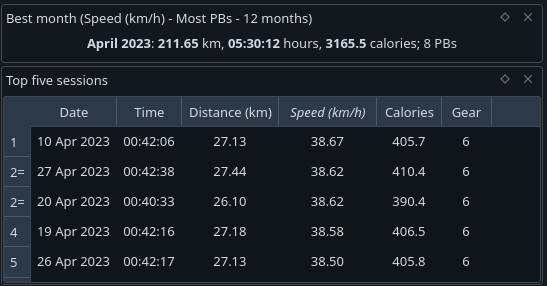 Best month (Speed (km/h) - Most PBs - 12 months)
April 2023: 211.65 km, 05:30:12 hours, 3165.5 calories; 8 PBs
Top five sessions
Date Time Distance (km) Speed (km/h) Calories Gear
1 10 Apr 2023 00:42:06 27.13 38.67 405.7 6
2= 27 Apr 2023 00:42:38 27.44 38.62 410.4 6
2= 20 Apr 2023 00:40:33 26.10 38.62 390.4 6
4 19 Apr 2023 00:42:16 27.18 38.58 406.5 6
5 26 Apr 2023 00:42:17 27.13 38.50 405.8 6